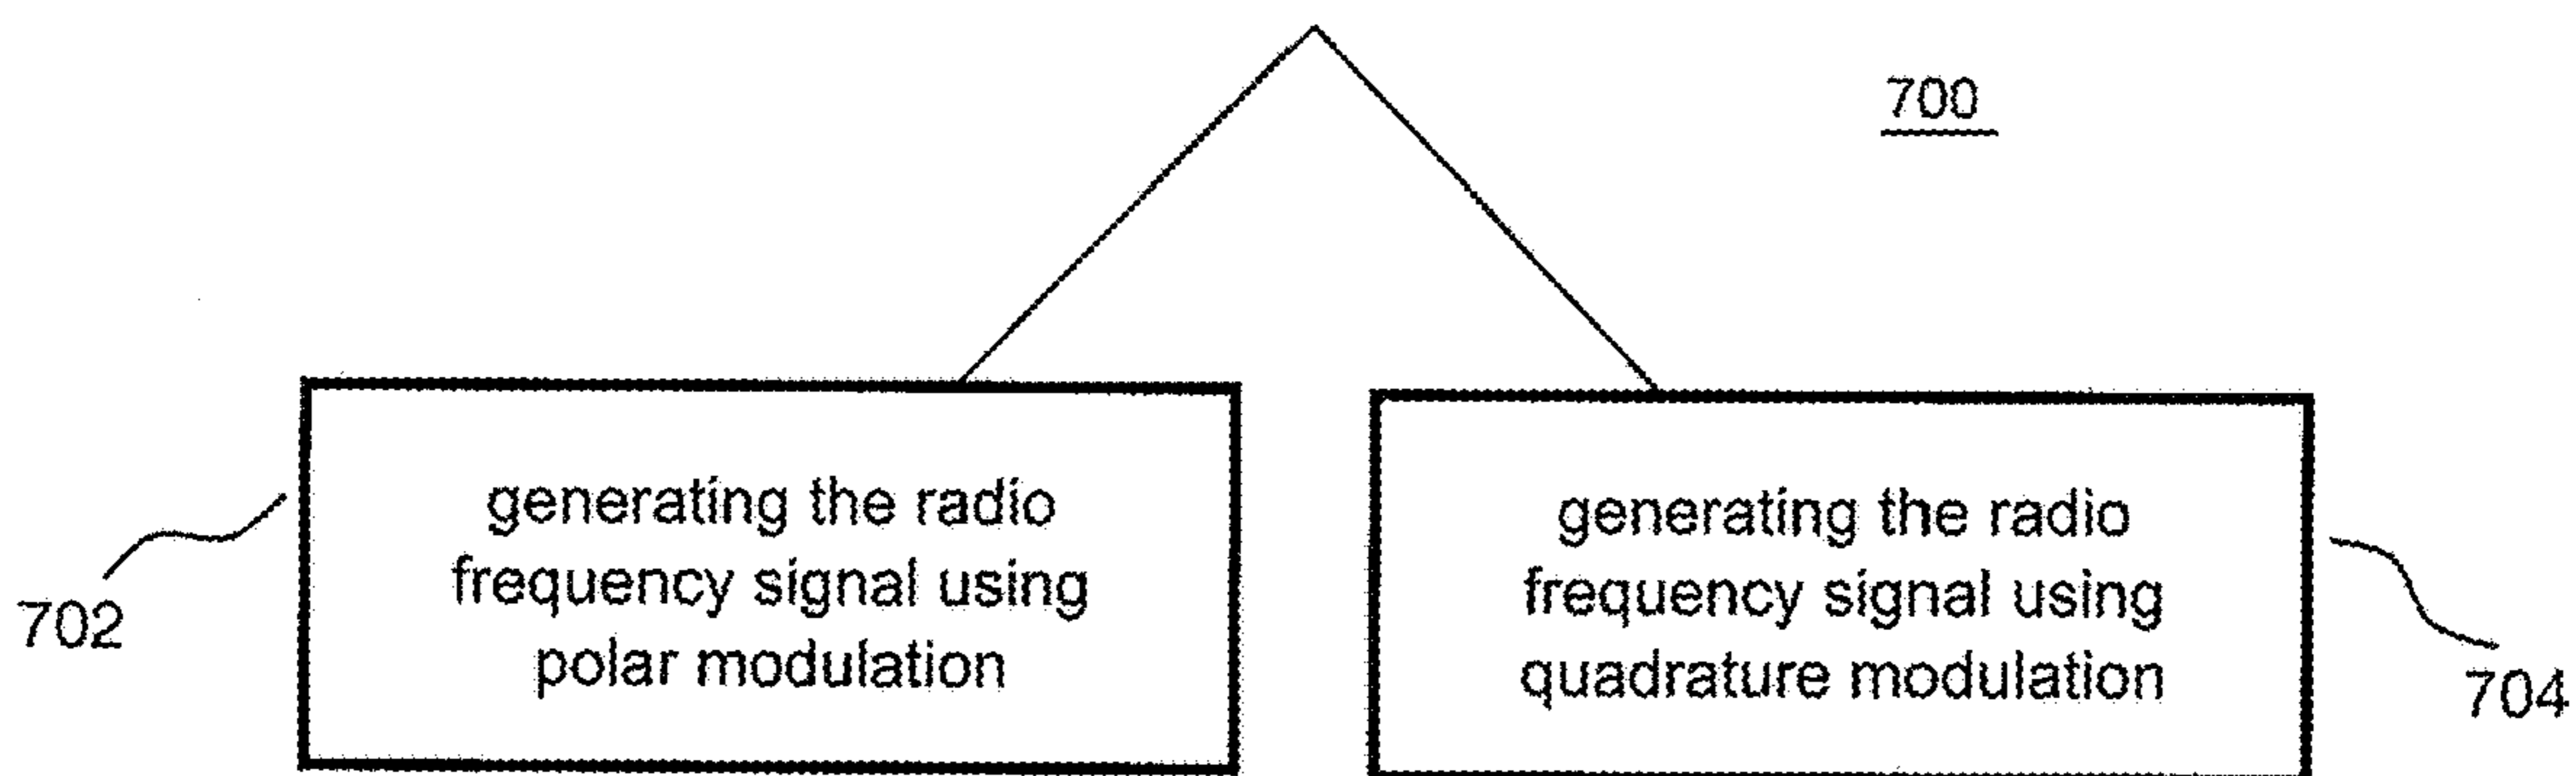 700
generating the radio
frequency signal using
polar modulation
702
generating the radio
frequency signal using
quadrature modulation
704